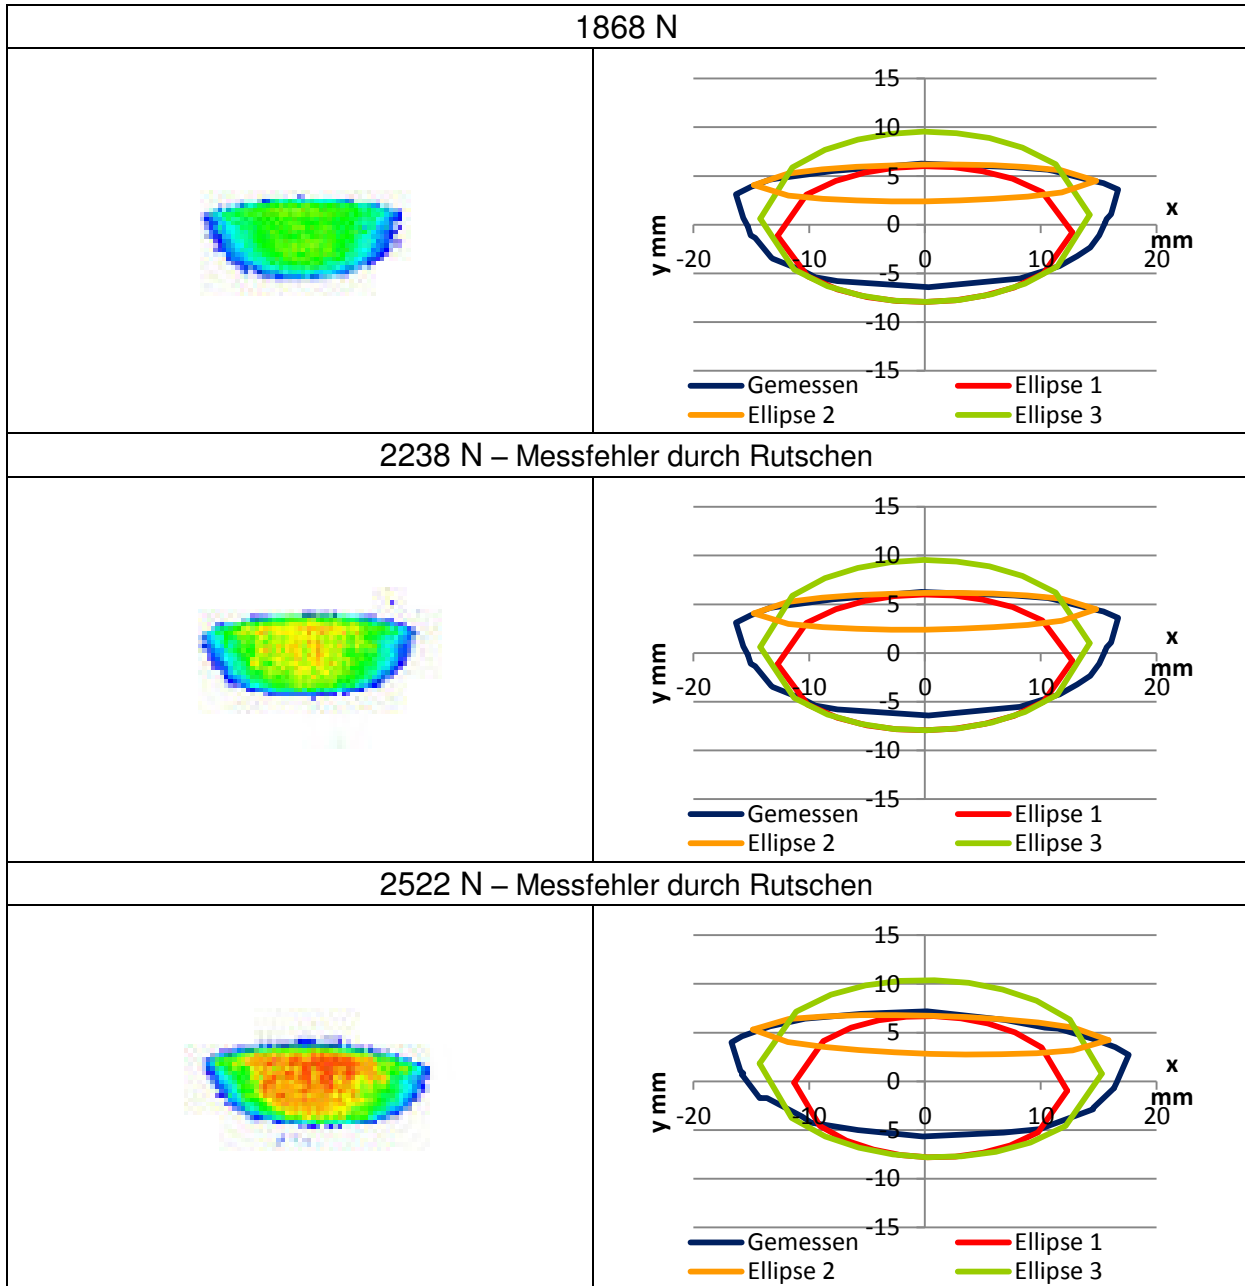 1868 N
15
10
5
0
-5
-10
-15
-20
-10
0
10
20
y mm
x
mm
Gemessen
Ellipse 1
Ellipse 2
Ellipse 3
2238 N – Messfehler durch Rutschen
15
10
5
0
-5
-10
-15
-20
-10
0
10
20
y mm
x
mm
Gemessen
Ellipse 1
Ellipse 2
Ellipse 3
2522 N – Messfehler durch Rutschen
15
10
5
0
-5
-10
-15
-20
-10
0
10
20
y mm
x
mm
Gemessen
Ellipse 1
Ellipse 2
Ellipse 3